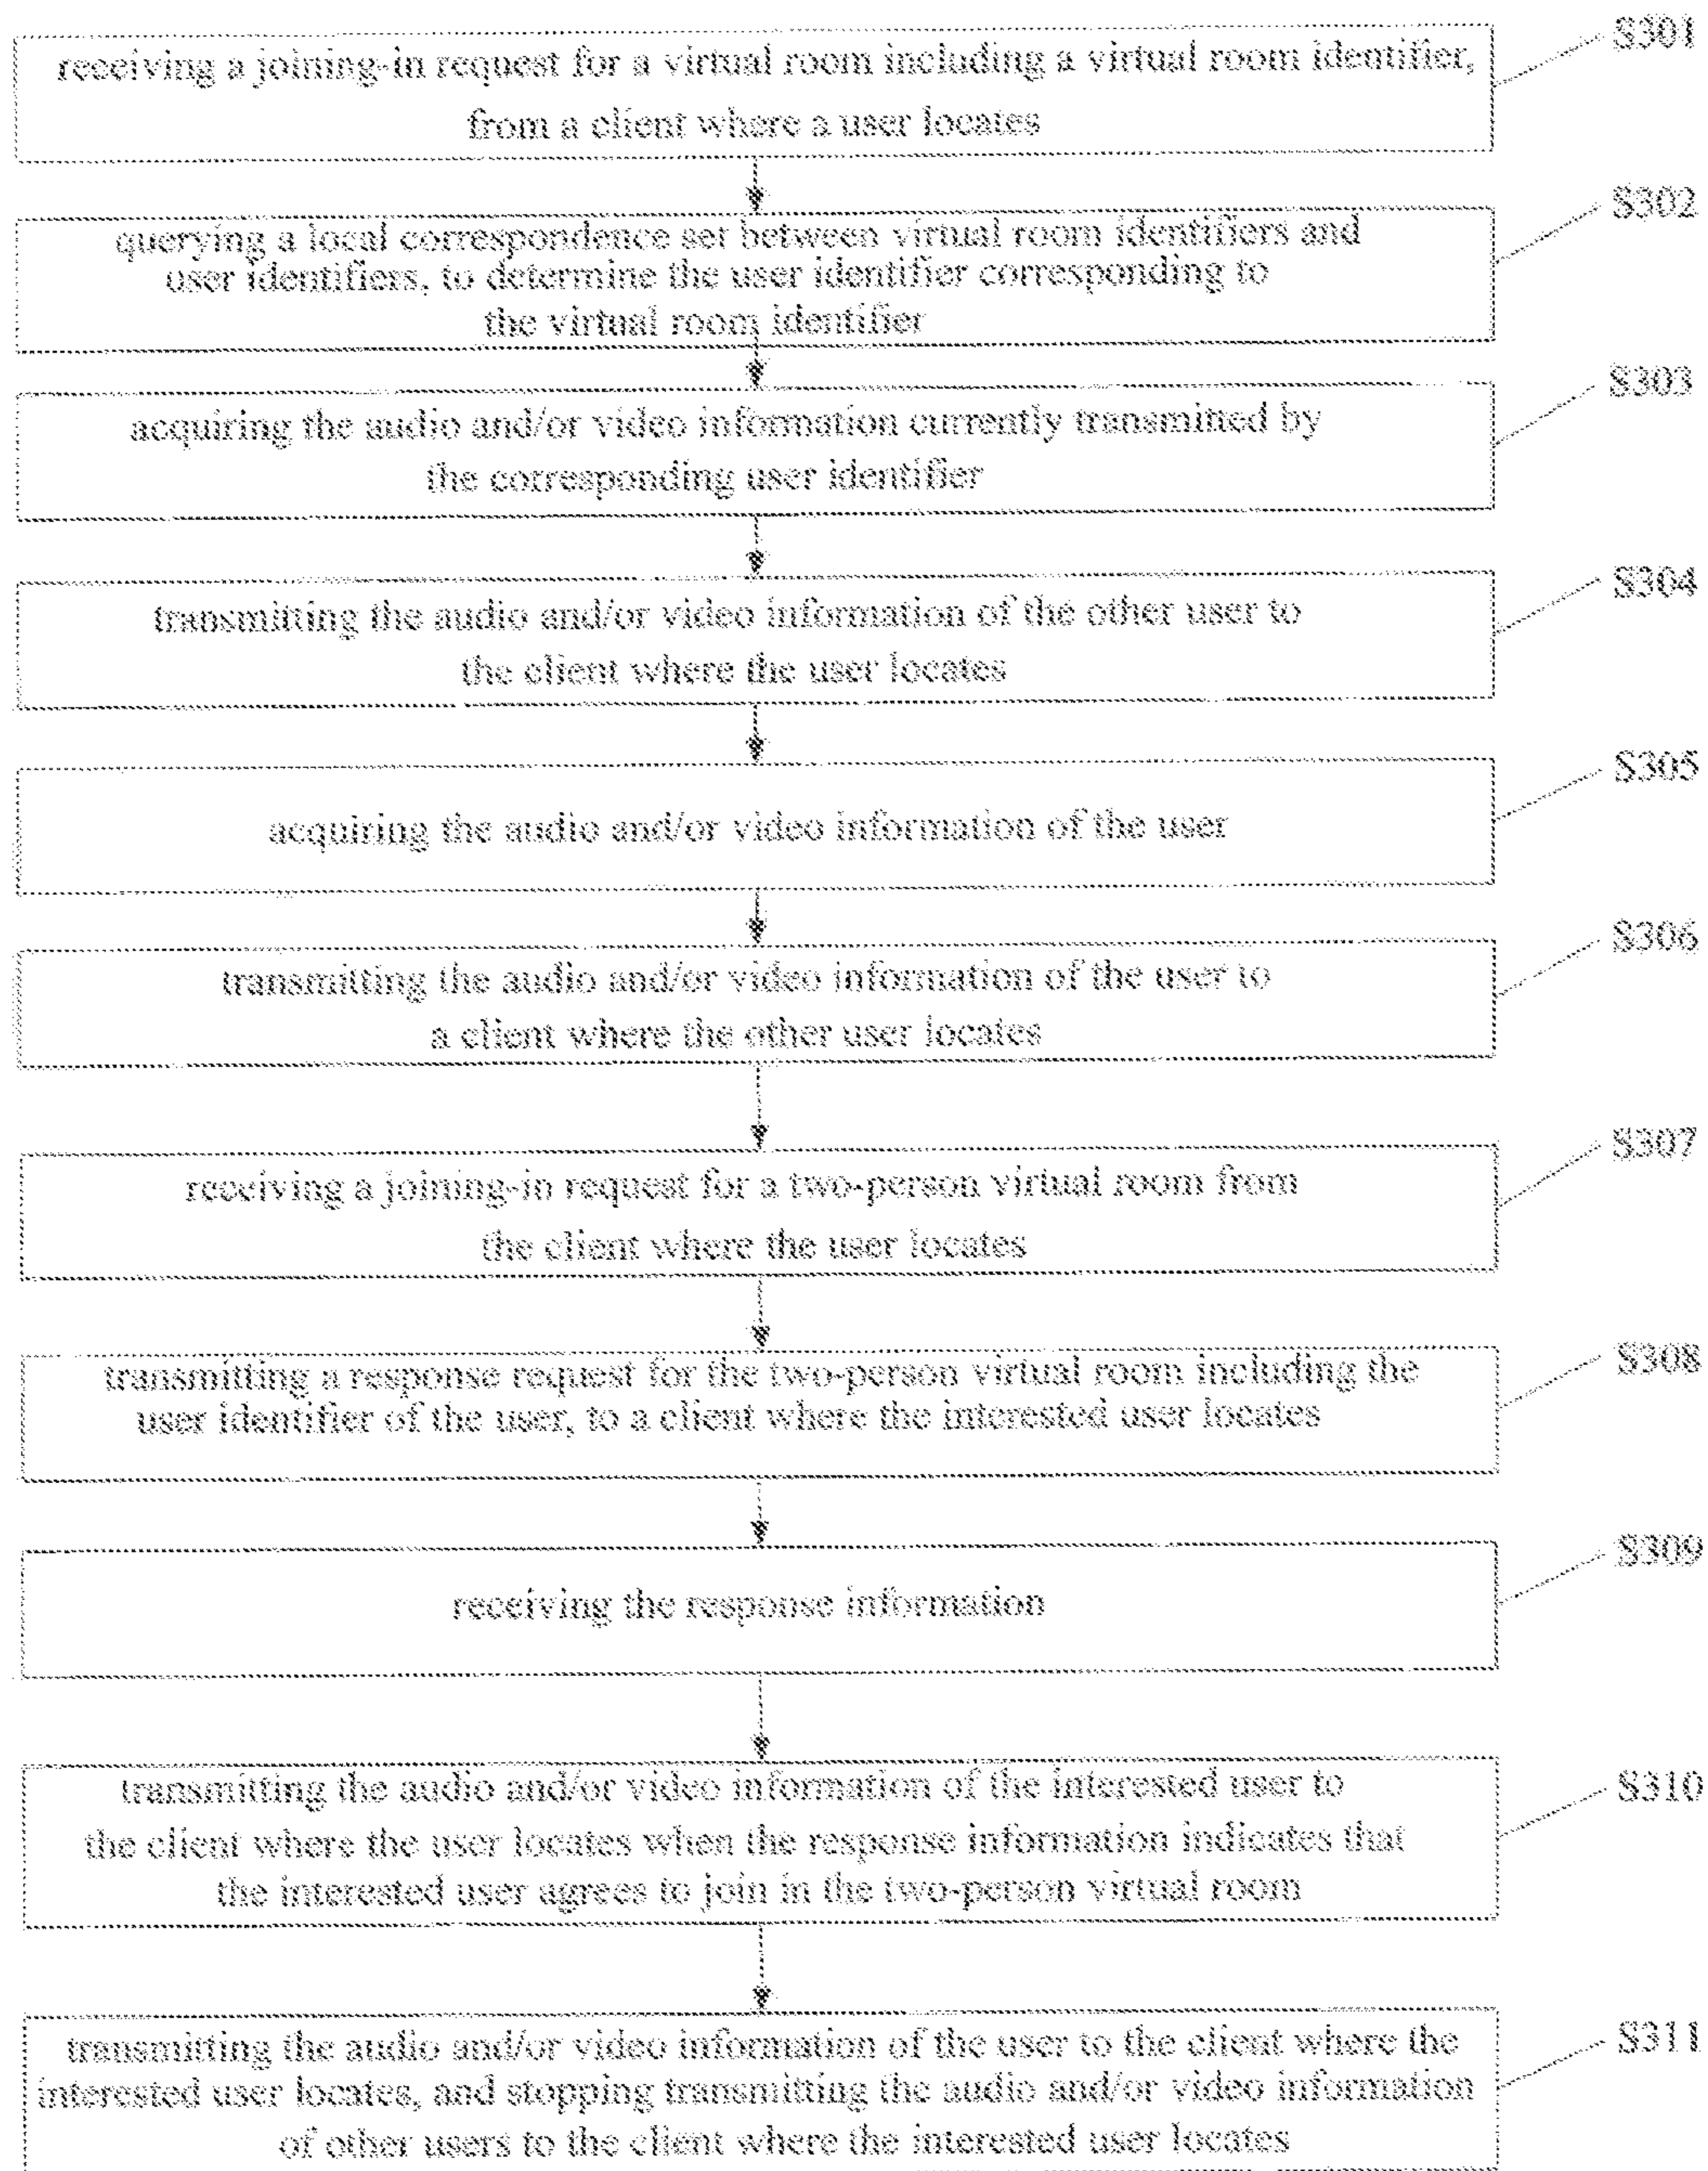 receiving a joining-in request for a virtual room including a virtual room identifier,
from a client where a user locates
S301
querying a local correspondence set between virtual room identifiers and
user identifiers, to determine the user identifier corresponding to
the virtual room identifier
S302
acquiring the audio and/or video information currently transmitted by
the corresponding user identifier
S303
transmitting the audio and/or video information of the other user to
the client where the user locates
S304
acquiring the audio and/or video information of the user
S305
transmitting the audio and/or video information of the user to
a client where the other user locates
S306
receiving a joining-in request for a two-person virtual room from
the client where the user locates
S307
transmitting a response request for the two-person virtual room including the
user identifier of the user, to a client where the interested user locates
S308
receiving the response information
S309
transmitting the audio and/or video information of the interested user to
the client where the user locates when the response information indicates that
the interested user agrees to join in the two-person virtual room
S310
transmitting the audio and/or video information of the user to the client where the
interested user locates, and stopping transmitting the audio and/or video information
of other users to the client where the interested user locates
S311